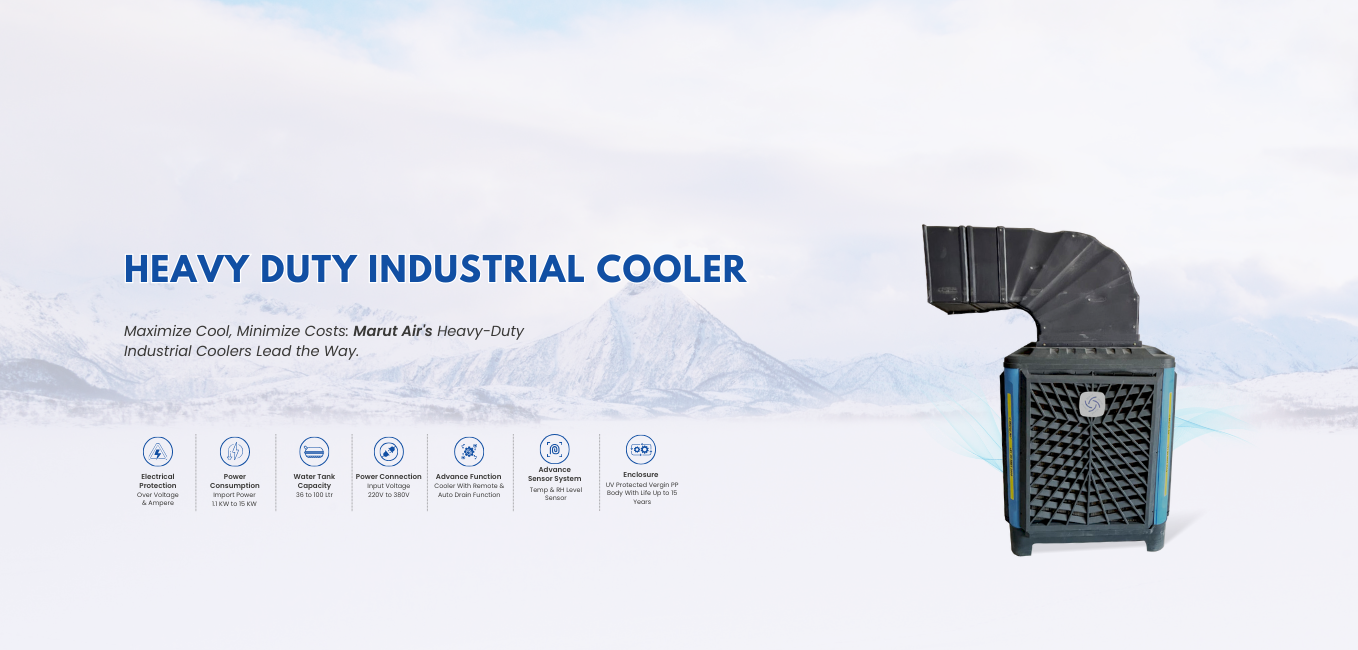 HEAVY DUTY INDUSTRIAL COOLER
Maximize Cool, Minimize Costs: Marut Air's Heavy-Duty
Industrial Coolers Lead the Way.
Electrical
Protection
Over Voltage
& Ampere
Power
Consumption
Import Power
1.1 KW to 15 KW
Water Tank
Capacity
36 to 100 Ltr
Power Connection
Input Voltage
220V to 380V
Advance Function
Cooler With Remote &
Auto Drain Function
Advance
Sensor System
Temp & RH Level
Sensor
Enclosure
UV Protected Vergin PP
Body With Life Up to 15
Years